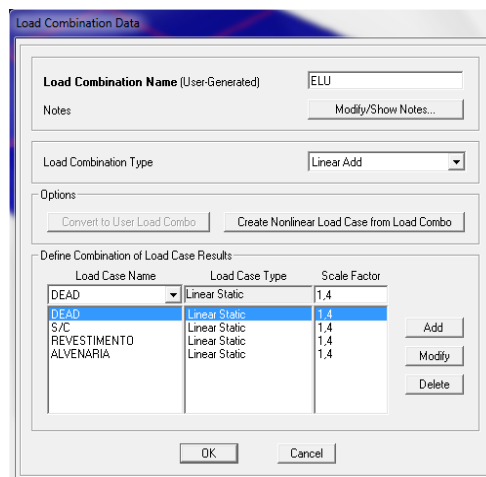 Load Combination Data
Load Combination Name (User-Generated) ELU
Notes Modify/Show Notes...
Load Combination Type Linear Add
Options
Convert to User Load Combo Create Nonlinear Load Case from Load Combo
Define Combination of Load Case Results
Load Case Name Load Case Type Scale Factor
DEAD Linear Static 1,4
DEAD Linear Static 1,4
S/C Linear Static 1,4
REVESTIMENTO Linear Static 1,4
ALVENARIA Linear Static 1,4
Add
Modify
Delete
OK Cancel